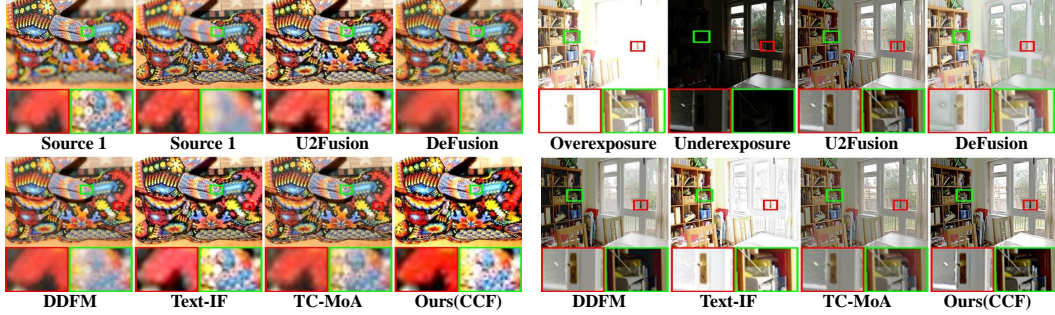 Source 1 Source 1 U2Fusion DeFusion Overexposure Underexposure U2Fusion DeFusion
DDFM Text-IF TC-MoA Ours(CCF) DDFM Text-IF TC-MoA Ours(CCF)